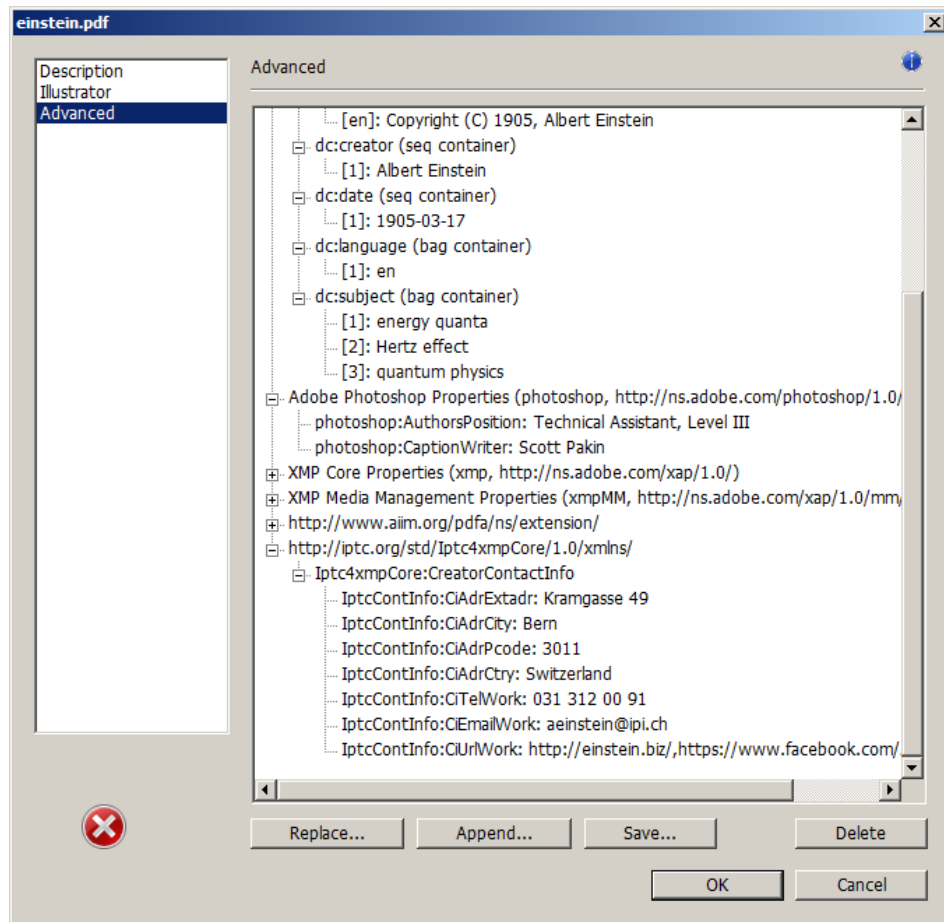 einstein.pdf
Description
Illustrator
Advanced
Advanced
[en]: Copyright (C) 1905, Albert Einstein
dc:creator (seq container)
[1]: Albert Einstein
dc:date (seq container)
[1]: 1905-03-17
dc:language (bag container)
[1]: en
dc:subject (bag container)
[1]: energy quanta
[2]: Hertz effect
[3]: quantum physics
Adobe Photoshop Properties (photoshop, http://ns.adobe.com/photoshop/1.0/
photoshop:AuthorsPosition: Technical Assistant, Level III
photoshop:CaptionWriter: Scott Pakin
XMP Core Properties (xmp, http://ns.adobe.com/xap/1.0/)
XMP Media Management Properties (xmpMM, http://ns.adobe.com/xap/1.0/mm/
http://www.aiim.org/pdfa/ns/extension/
http://iptc.org/std/Iptc4xmpCore/1.0/xmlns/
Iptc4xmpCore:CreatorContactInfo
IptcContInfo:CiAdrExtadr: Kramgasse 49
IptcContInfo:CiAdrCity: Bern
IptcContInfo:CiAdrPcode: 3011
IptcContInfo:CiAdrCtry: Switzerland
IptcContInfo:CiTelWork: 031 312 00 91
IptcContInfo:CiEmailWork: aeinstein@ipi.ch
IptcContInfo:CiUrlWork: http://einstein.biz/,https://www.facebook.com/
Replace... Append... Save... Delete
OK Cancel